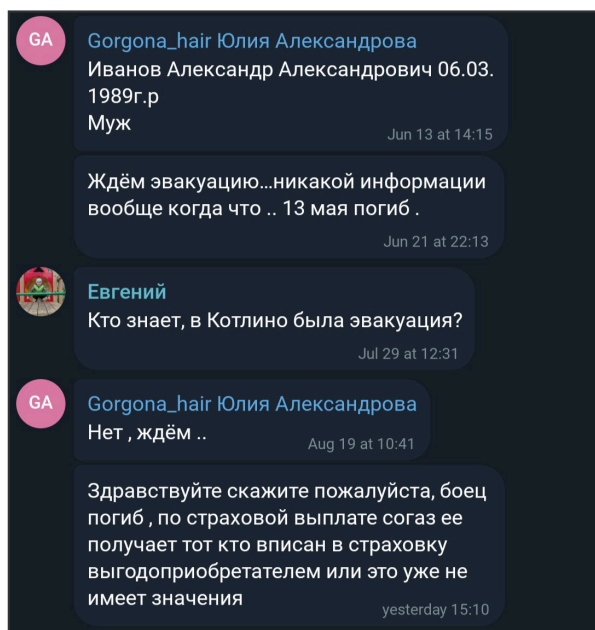 GA
Gorgona_hair Юлия Александрова
Иванов Александр Александрович 06.03.
1989г.р
Муж
Jun 13 at 14:15
Ждём эвакуацию...никакой информации
вообще когда что .. 13 мая погиб .
Jun 21 at 22:13
Евгений
Кто знает, в Котлино была эвакуация?
Jul 29 at 12:31
GA
Gorgona_hair Юлия Александрова
Нет , ждём ..
Aug 19 at 10:41
Здравствуйте скажите пожалуйста, боец
погиб , по страховой выплате согаз ее
получает тот кто вписан в страховку
выгодоприобретателем или это уже не
имеет значения
yesterday 15:10